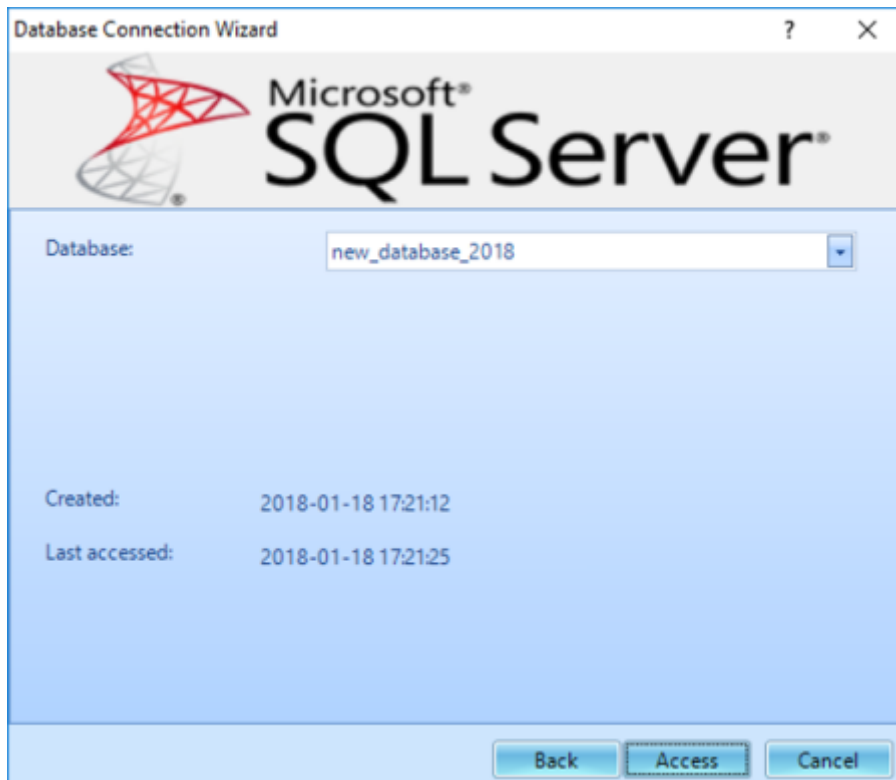 Database Connection Wizard ? ×
Microsoft®
SQL Server®
®
Database: new_database_2018
Created: 2018-01-18 17:21:12
Last accessed: 2018-01-18 17:21:25
Back Access Cancel